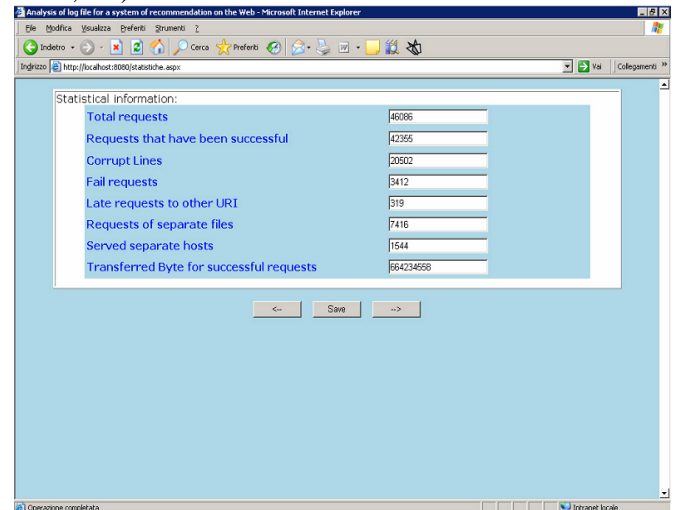 Analysis of log file for a system of recommendation on the Web - Microsoft Internet Explorer
File Modifica Visualizza Preferiti Strumenti ?
Indietro Cerca Preferiti
Indirizzo http://localhost:8080/statistiche.aspx Vai Collegamenti »
Statistical information:
Total requests 46086
Requests that have been successful 42355
Corrupt Lines 20502
Fail requests 3412
Late requests to other URI 319
Requests of separate files 7416
Served separate hosts 1544
Transferred Byte for successful requests 664234558
<-- Save -->
Operazione completata Intranet locale